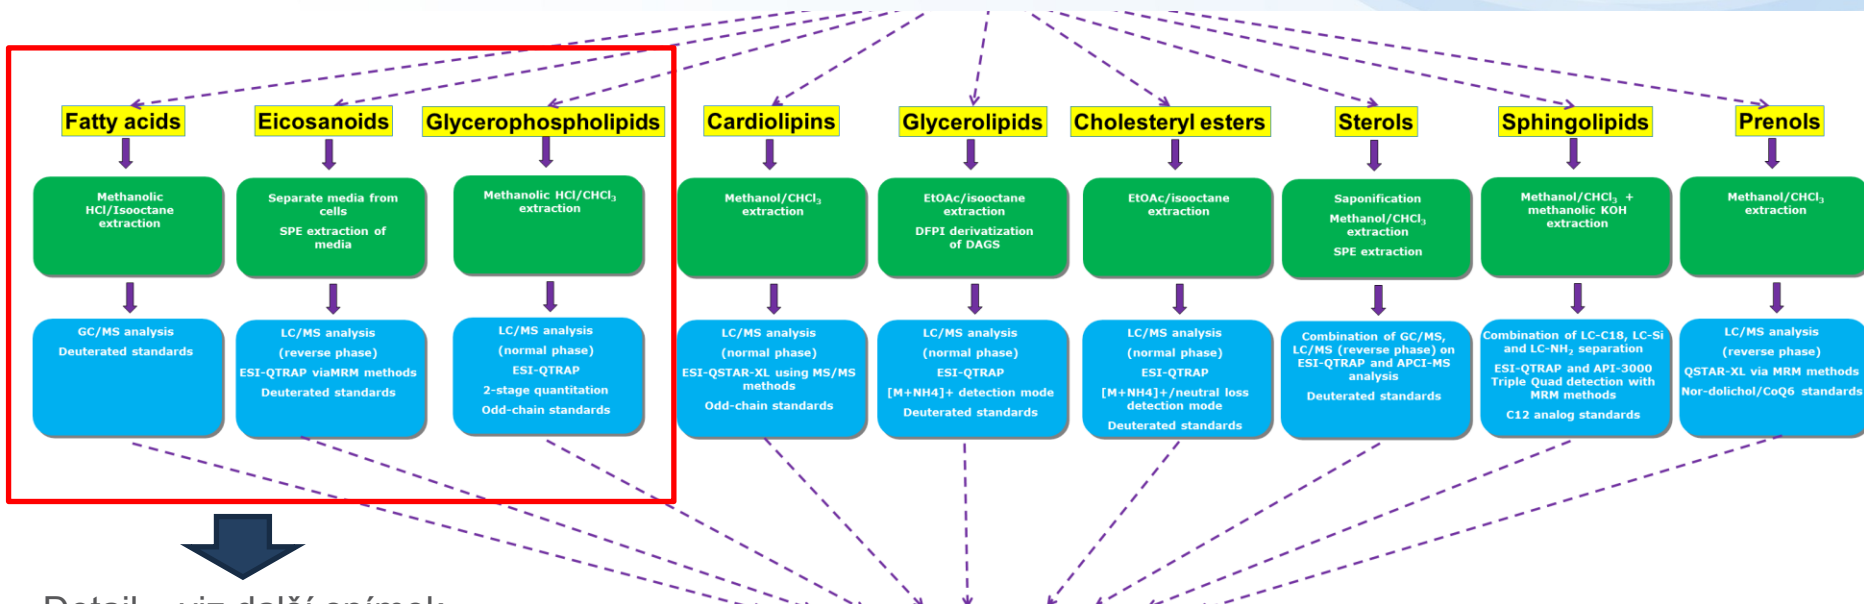 Fatty acids
Methanolic
HCl/Isooctane
extraction
GC/MS analysis
Deuterated standards
Eicosanoids
Separate media from
cells
SPE extraction of
media
LC/MS analysis
(reverse phase)
ESI-QTRAP viaMRM methods
Deuterated standards
Glycerophospholipids
Methanolic HCl/CHCl₃
extraction
LC/MS analysis
(normal phase)
ESI-QTRAP
2-stage quantitation
Odd-chain standards
Cardiolipins
Methanol/CHCl₃
extraction
LC/MS analysis
(normal phase)
ESI-QSTAR-XL using MS/MS
methods
Odd-chain standards
Glycerolipids
EtOAc/isooctane
extraction
DFPI derivatization
of DAGS
LC/MS analysis
(normal phase)
ESI-QTRAP
[M+NH4]+ detection mode
Deuterated standards
Cholesteryl esters
EtOAc/isooctane
extraction
LC/MS analysis
(normal phase)
ESI-QTRAP
[M+NH4]+/neutral loss
detection mode
Deuterated standards
Sterols
Saponification
Methanol/CHCl₃
extraction
SPE extraction
Combination of GC/MS,
LC/MS (reverse phase) on
ESI-QTRAP and APCI-MS
analysis
Deuterated standards
Sphingolipids
Methanol/CHCl₃ +
methanolic KOH
extraction
Combination of LC-C18, LC-Si
and LC-NH₂ separation
ESI-QTRAP and API-3000
Triple Quad detection with
MRM methods
C12 analog standards
Prenols
Methanol/CHCl₃
extraction
LC/MS analysis
(reverse phase)
QSTAR-XL via MRM methods
Nor-dolichol/CoQ6 standards
Detail – viz další snímek